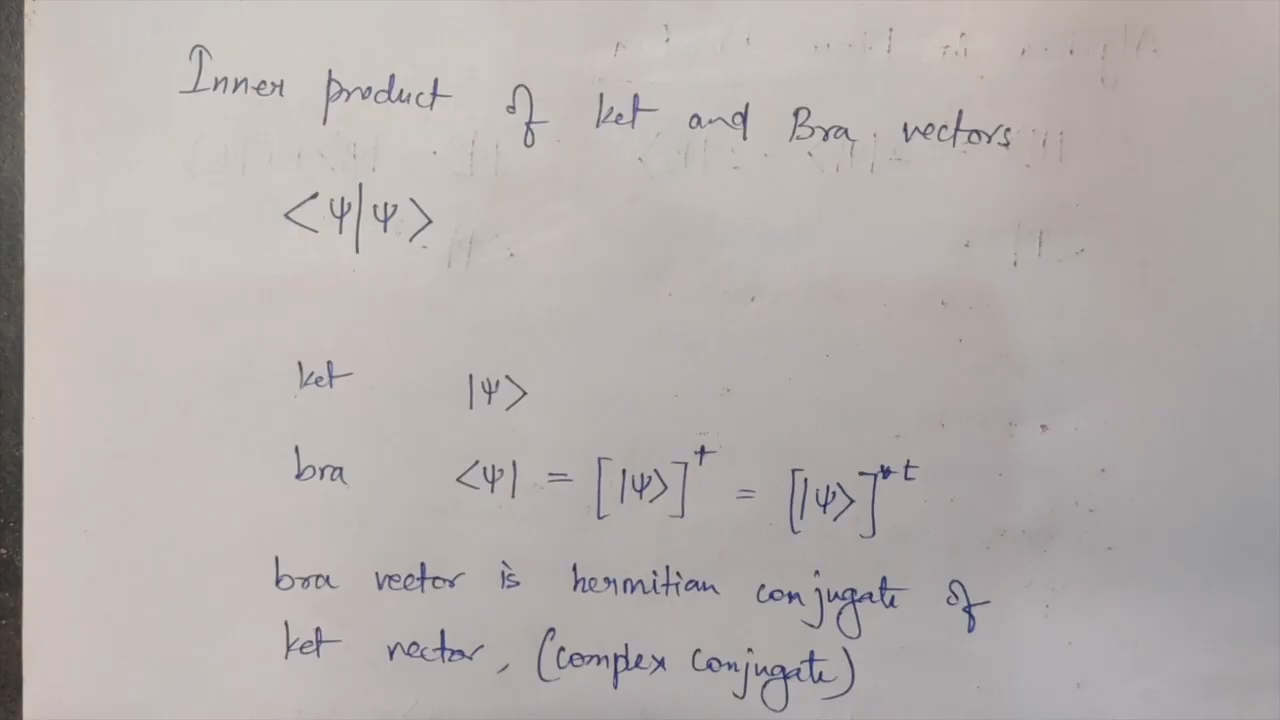 Inner product of ket and Bra vectors
<Ψ|Ψ>
ket |Ψ>
bra <Ψ| = [|Ψ>]† = [|Ψ>]*t
bra vector is hermitian conjugate of
ket vector, (complex conjugate)